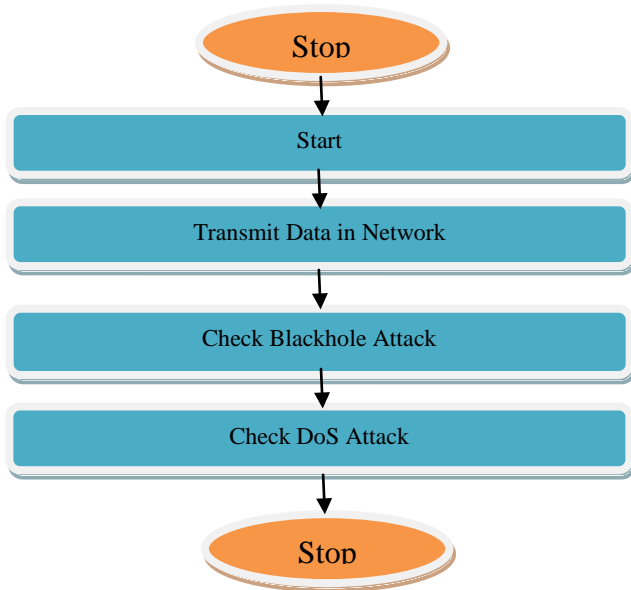 Stop
Start
Transmit Data in Network
Check Blackhole Attack
Check DoS Attack
Stop